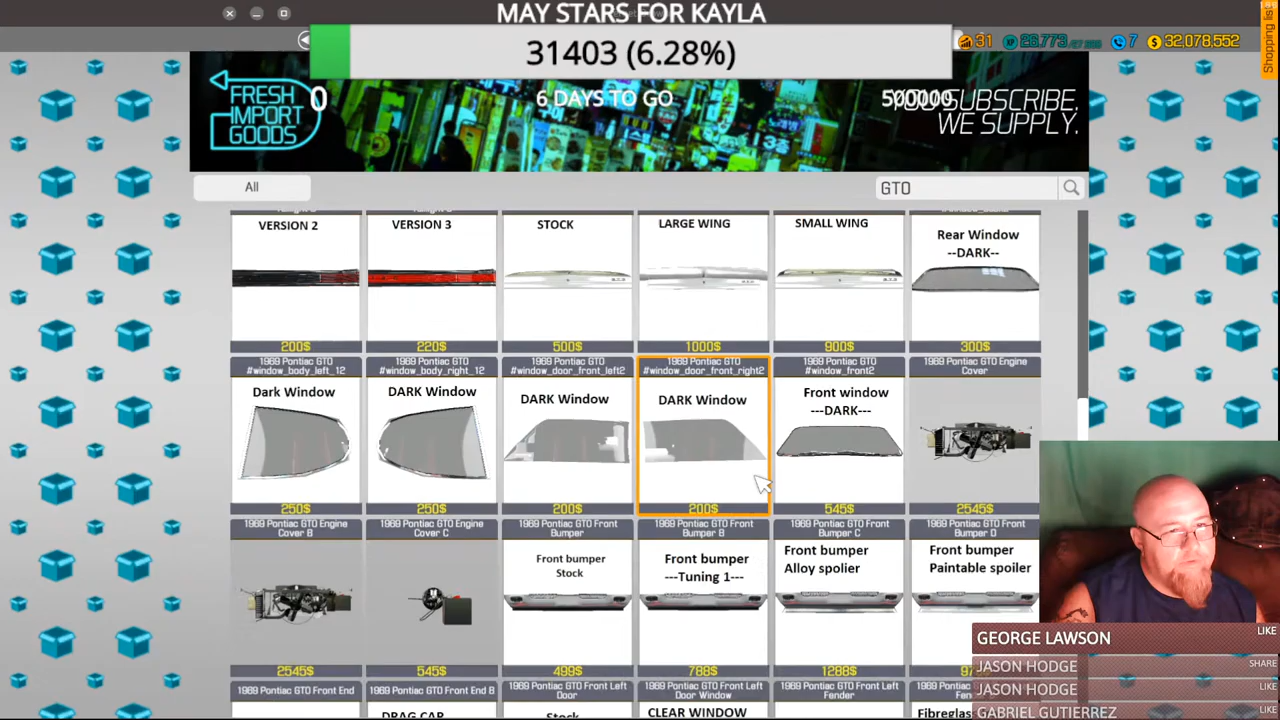 MAY STARS FOR KAYLA
31403 (6.28%)
0
6 DAYS TO GO
31
26,773
7
$ 32,078,552
Shopping list
FRESH
IMPORT
GOODS
SUBSCRIBE.
WE SUPPLY.
All
GTO
VERSION 2
VERSION 3
STOCK
LARGE WING
SMALL WING
Rear Window
--DARK--
200$
220$
500$
1000$
900$
300$
1969 Pontiac GTO
#window_body_left_12
1969 Pontiac GTO
#window_body_right_12
1969 Pontiac GTO
#window_door_front_left2
1969 Pontiac GTO
#window_door_front_right2
1969 Pontiac GTO
#window_front2
1969 Pontiac GTO Engine
Cover
Dark Window
DARK Window
DARK Window
DARK Window
Front window
---DARK---
250$
250$
200$
200$
545$
2545$
1969 Pontiac GTO Engine
Cover B
1969 Pontiac GTO Engine
Cover C
1969 Pontiac GTO Front
Bumper
1969 Pontiac GTO Front
Bumper B
1969 Pontiac GTO Front
Bumper C
1969 Pontiac GTO Front
Bumper D
Front bumper
Stock
Front bumper
---Tuning 1---
Front bumper
Alloy spolier
Front bumper
Paintable spoiler
2545$
545$
499$
788$
1288$
1969 Pontiac GTO Front End
1969 Pontiac GTO Front End B
1969 Pontiac GTO Front Left
Door
1969 Pontiac GTO Front Left
Door Window
1969 Pontiac GTO Front Left
Fender
DRAG CAR
Stock
CLEAR WINDOW
Stock
GEORGE LAWSON
LIKE
JASON HODGE
SHARE
JASON HODGE
LIKE
GABRIEL GUTIERREZ
LIKE